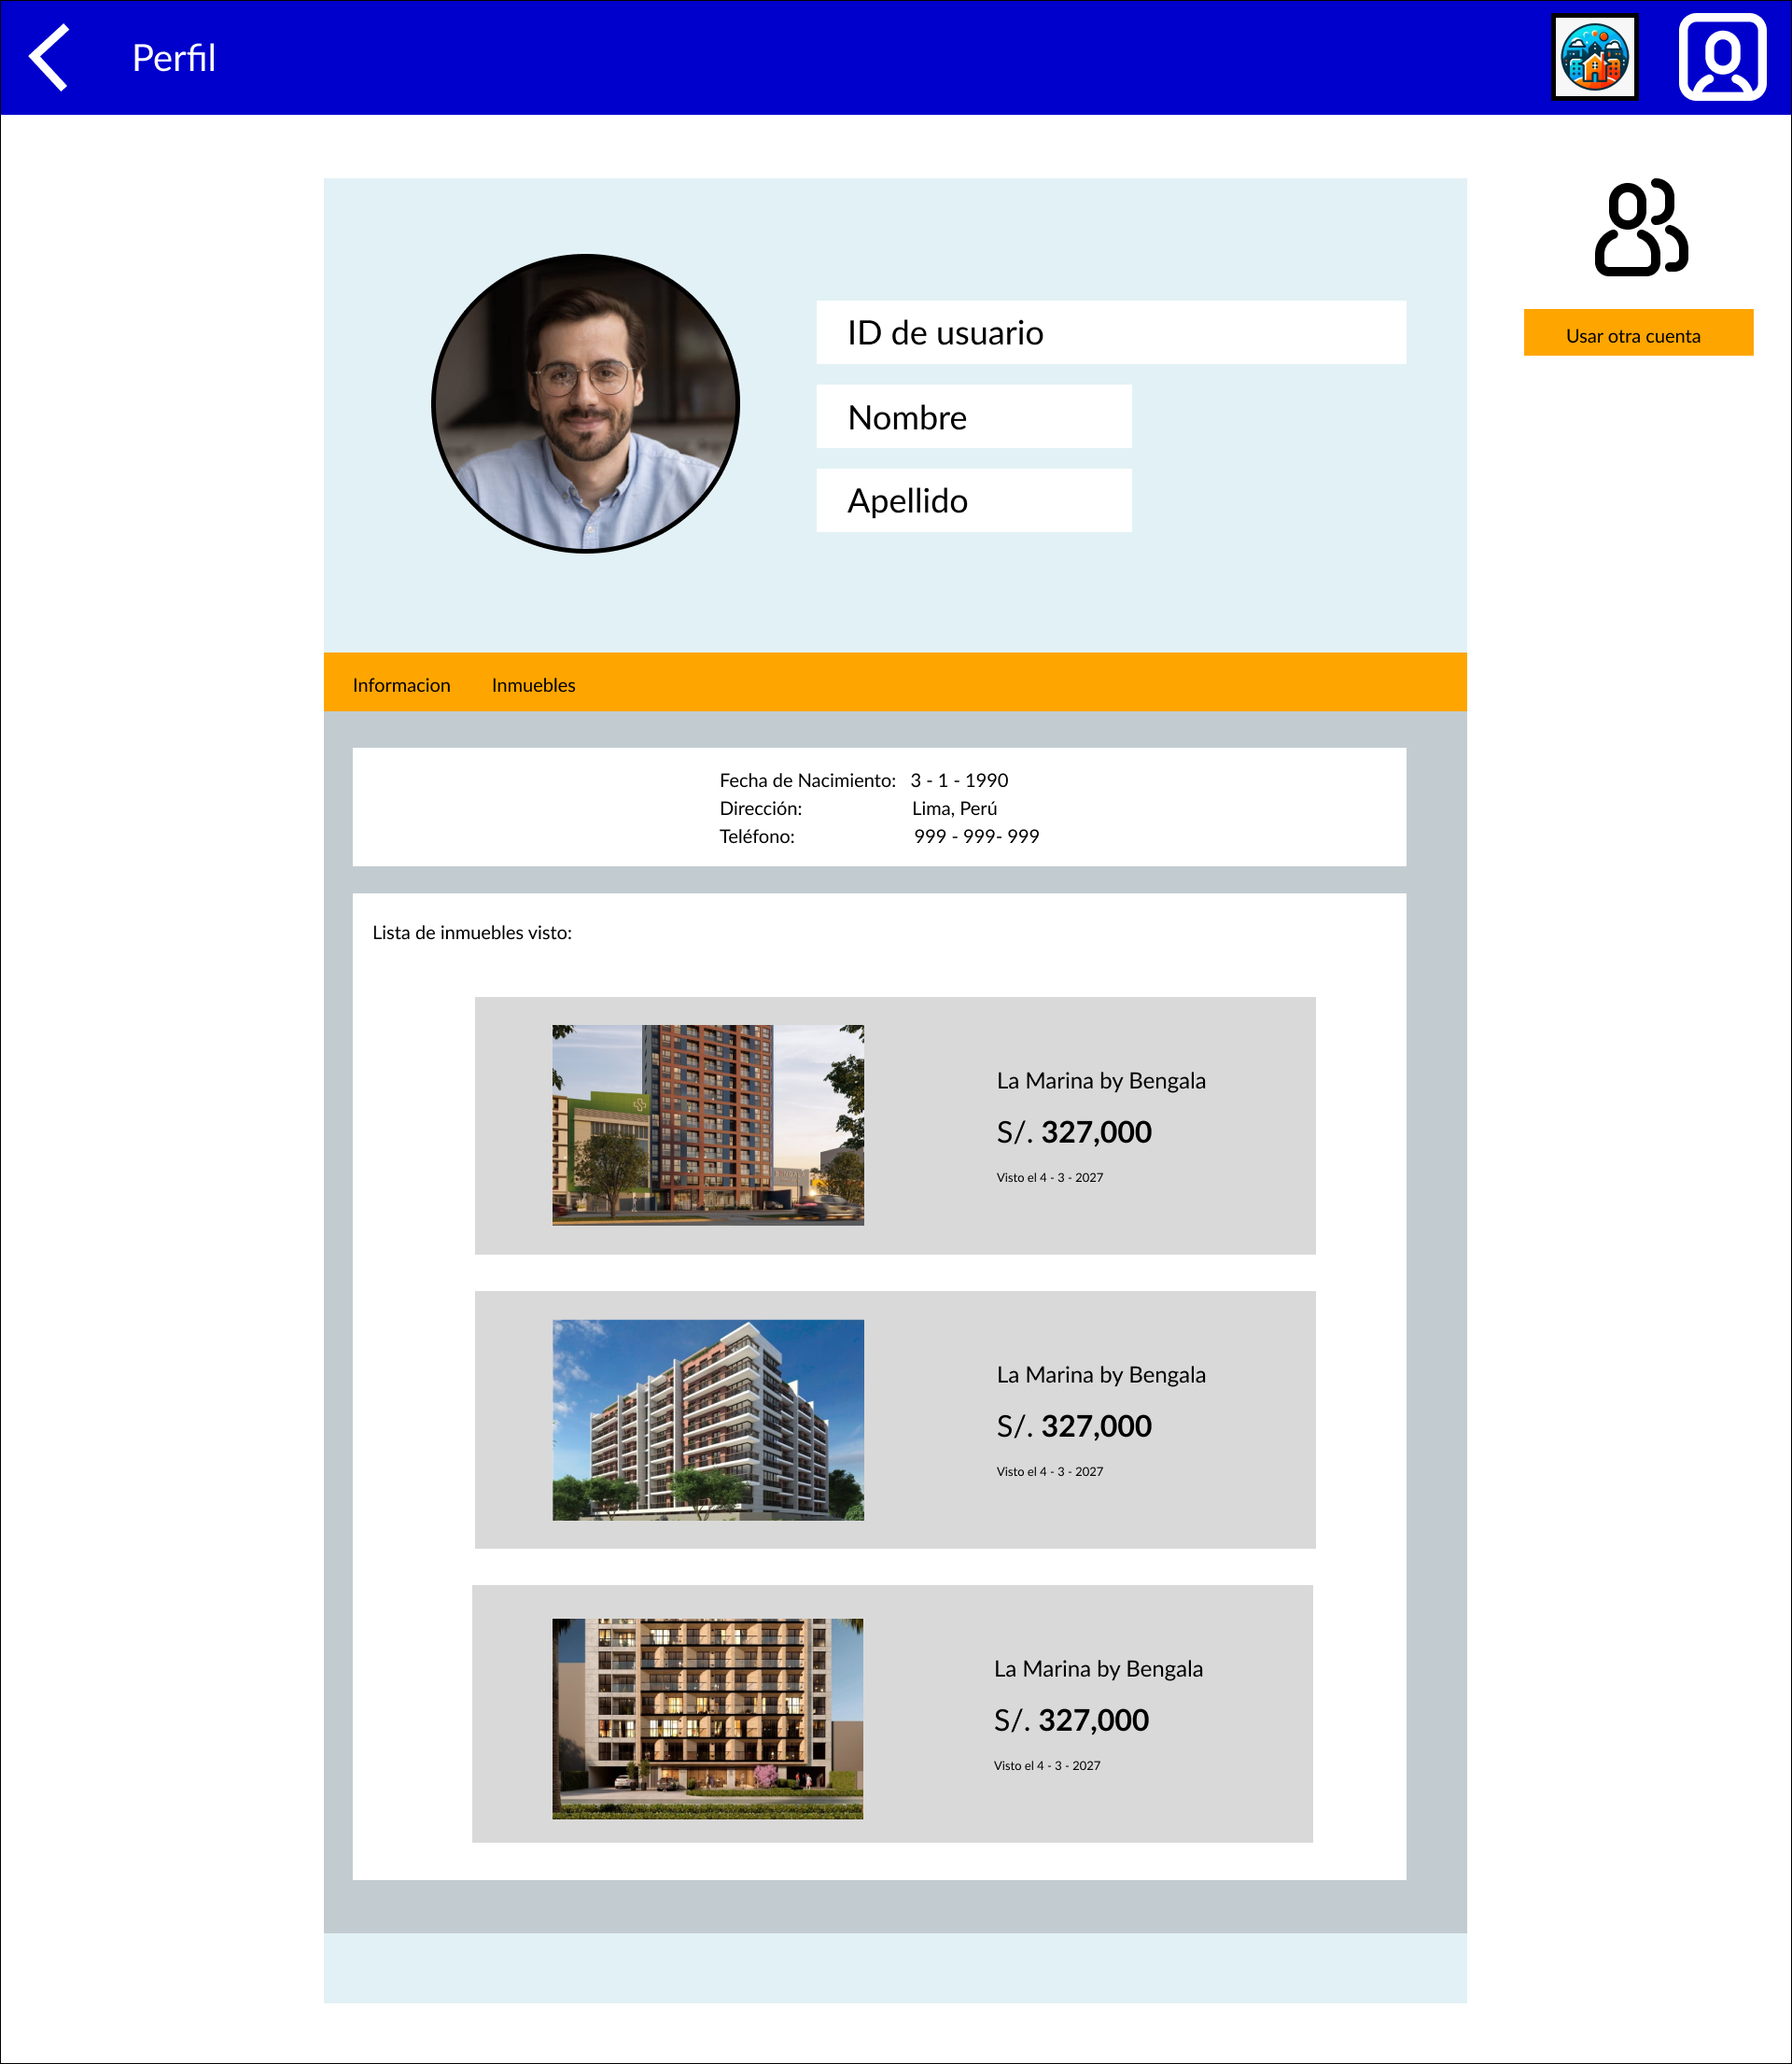 Perfil
Usar otra cuenta
ID de usuario
Nombre
Apellido
Informacion Inmuebles
Fecha de Nacimiento: 3 - 1 - 1990
Dirección: Lima, Perú
Teléfono: 999 - 999- 999
Lista de inmuebles visto:
La Marina by Bengala
S/. 327,000
Visto el 4 - 3 - 2027
La Marina by Bengala
S/. 327,000
Visto el 4 - 3 - 2027
La Marina by Bengala
S/. 327,000
Visto el 4 - 3 - 2027